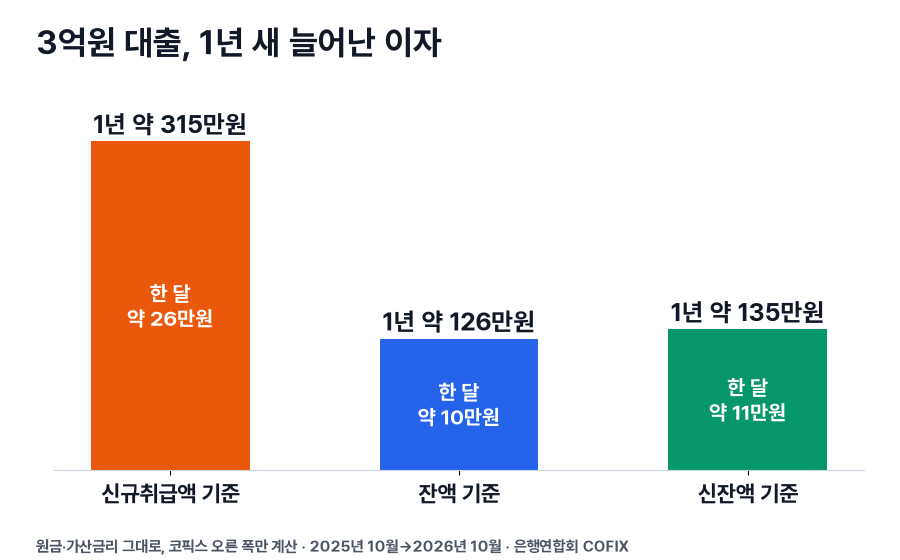 3억원 대출, 1년 새 늘어난 이자
1년 약 315만원
한 달
약 26만원
1년 약 126만원
한 달
약 10만원
1년 약 135만원
한 달
약 11만원
신규취급액 기준
잔액 기준
신잔액 기준
원금·가산금리 그대로, 코픽스 오른 폭만 계산 · 2025년 10월→2026년 10월 · 은행연합회 COFIX